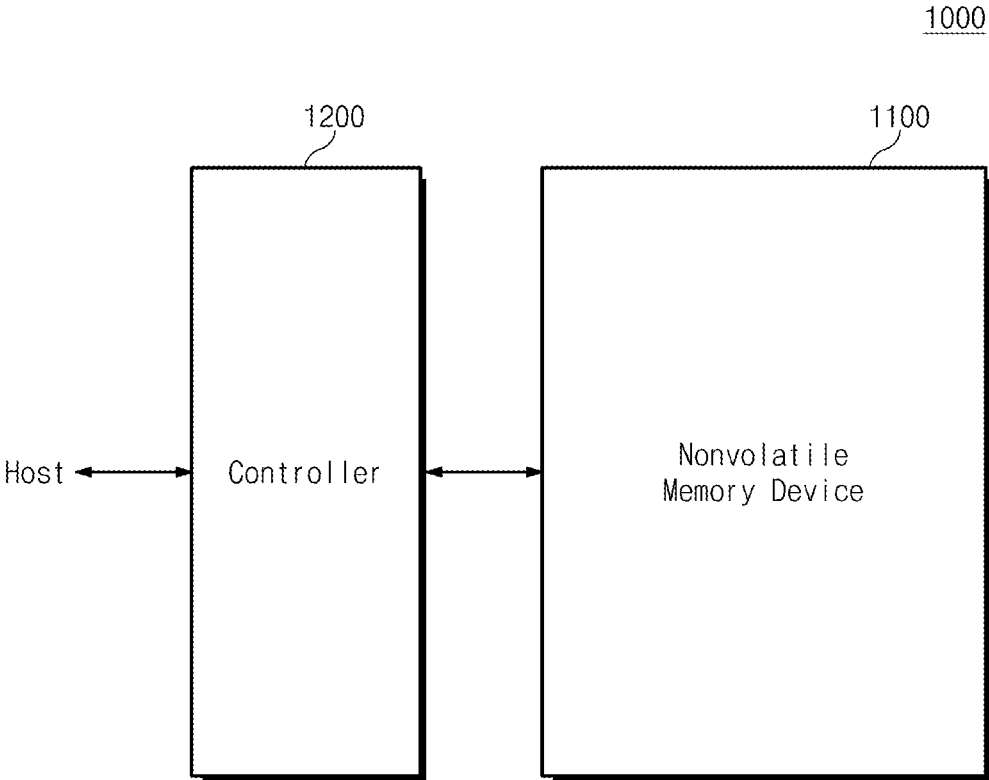 1000
1200
1100
Host
Controller
Nonvolatile
Memory Device